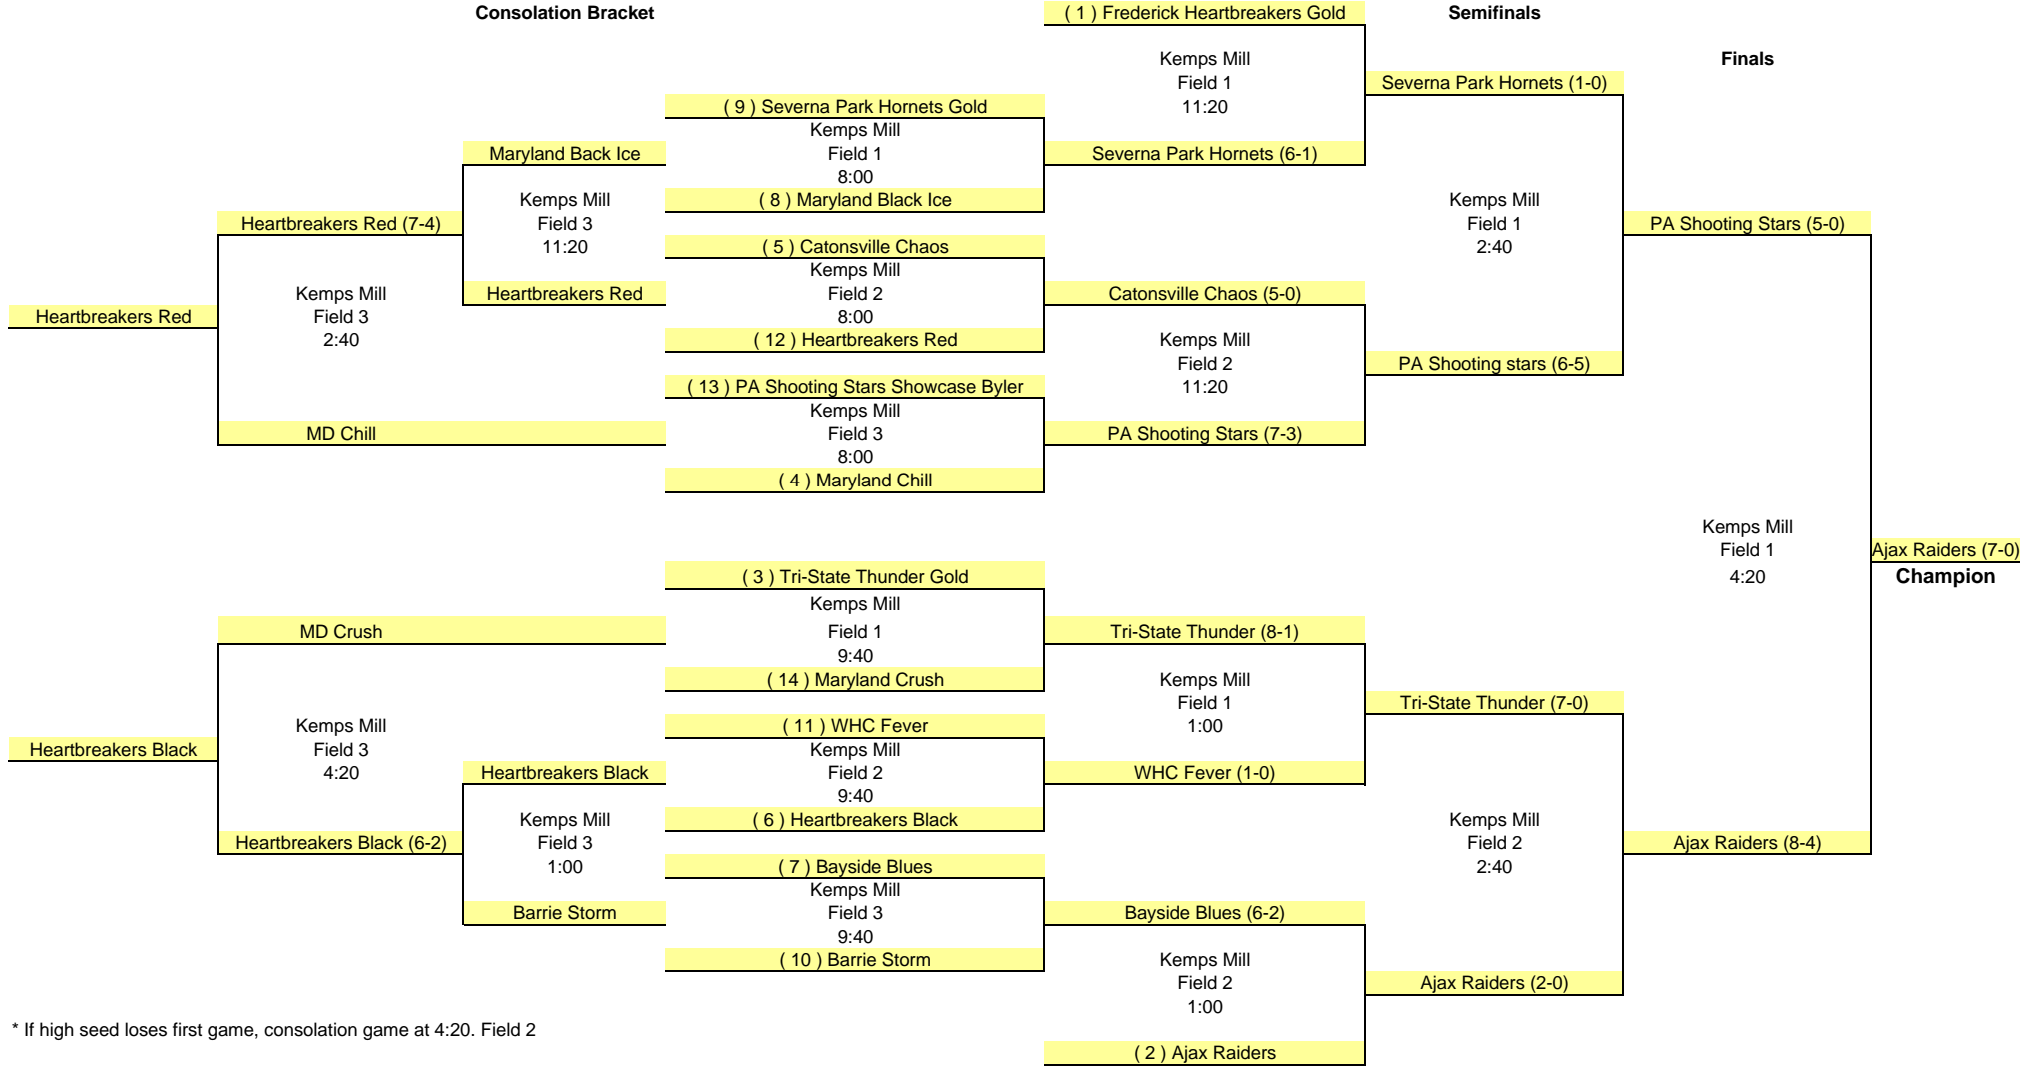 Consolation Bracket
( 1 ) Frederick Heartbreakers Gold
Semifinals
Kemps Mill
Finals
Field 1
Severna Park Hornets (1-0)
( 9 ) Severna Park Hornets Gold
11:20
Kemps Mill
Maryland Back Ice
Field 1
Severna Park Hornets (6-1)
8:00
Kemps Mill
( 8 ) Maryland Black Ice
Kemps Mill
Heartbreakers Red (7-4)
Field 3
Field 1
PA Shooting Stars (5-0)
11:20
( 5 ) Catonsville Chaos
2:40
Kemps Mill
Kemps Mill
Heartbreakers Red
Field 2
Catonsville Chaos (5-0)
Heartbreakers Red
Field 3
8:00
2:40
( 12 ) Heartbreakers Red
Kemps Mill
Field 2
PA Shooting stars (6-5)
( 13 ) PA Shooting Stars Showcase Byler
11:20
Kemps Mill
MD Chill
Field 3
PA Shooting Stars (7-3)
8:00
( 4 ) Maryland Chill
Kemps Mill
Field 1
Ajax Raiders (7-0)
( 3 ) Tri-State Thunder Gold
4:20
Champion
Kemps Mill
MD Crush
Field 1
Tri-State Thunder (8-1)
9:40
( 14 ) Maryland Crush
Kemps Mill
Field 1
Tri-State Thunder (7-0)
Kemps Mill
( 11 ) WHC Fever
1:00
Heartbreakers Black
Field 3
Kemps Mill
4:20
Heartbreakers Black
Field 2
WHC Fever (1-0)
9:40
Kemps Mill
( 6 ) Heartbreakers Black
Kemps Mill
Heartbreakers Black (6-2)
Field 3
Field 2
Ajax Raiders (8-4)
1:00
( 7 ) Bayside Blues
2:40
Kemps Mill
Barrie Storm
Field 3
Bayside Blues (6-2)
9:40
( 10 ) Barrie Storm
Kemps Mill
Field 2
Ajax Raiders (2-0)
1:00
* If high seed loses first game, consolation game at 4:20. Field 2
( 2 ) Ajax Raiders